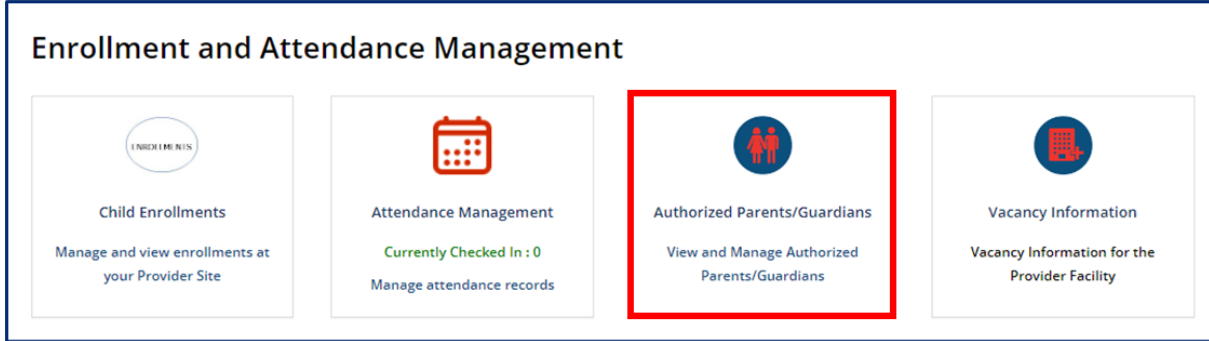 Enrollment and Attendance Management
ENROLLMENTS
Child Enrollments
Manage and view enrollments at
your Provider Site
Attendance Management
Currently Checked In : 0
Manage attendance records
Authorized Parents/Guardians
View and Manage Authorized
Parents/Guardians
Vacancy Information
Vacancy Information for the
Provider Facility